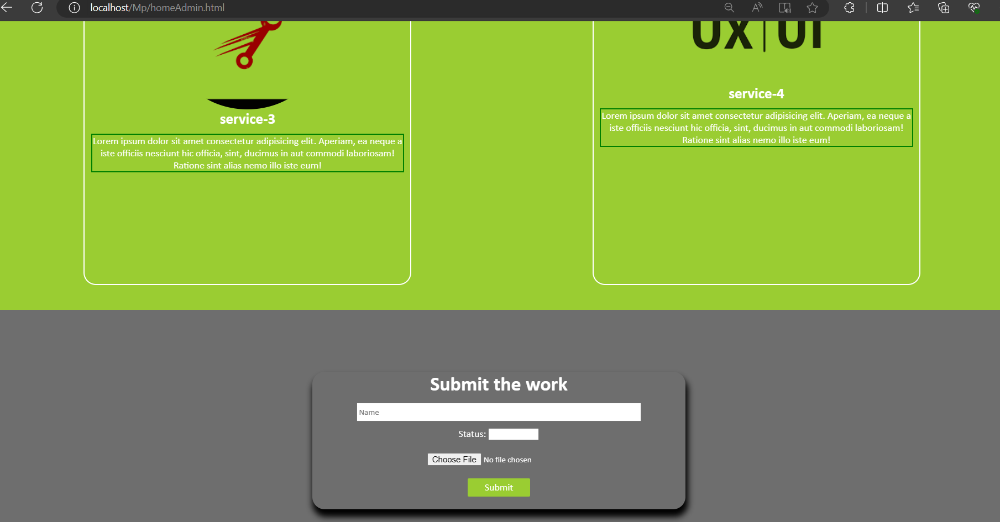 localhost/Mp/homeAdmin.html
UX|UI
service-3
Lorem ipsum dolor sit amet consectetur adipisicing elit. Aperiam, ea neque a
iste officiis nesciunt hic officia, sint, ducimus in aut commodi laboriosam!
Ratione sint alias nemo illo iste eum!
service-4
Lorem ipsum dolor sit amet consectetur adipisicing elit. Aperiam, ea neque a
iste officiis nesciunt hic officia, sint, ducimus in aut commodi laboriosam!
Ratione sint alias nemo illo iste eum!
Submit the work
Name
Status:
Choose File No file chosen
Submit